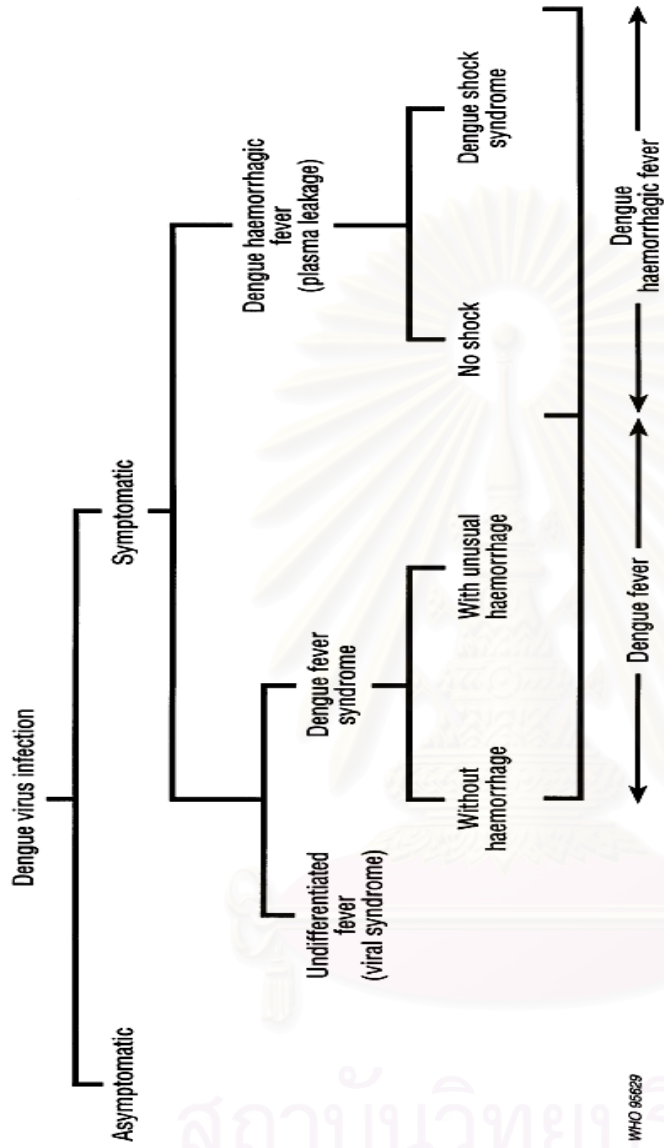 Dengue virus infection
Asymptomatic
Symptomatic
Undifferentiated
fever
(viral syndrome)
Dengue fever
syndrome
Dengue haemorrhagic
fever
(plasma leakage)
Without
haemorrhage
With unusual
haemorrhage
No shock
Dengue shock
syndrome
Dengue fever
Dengue
haemorrhagic fever
WHO 95629